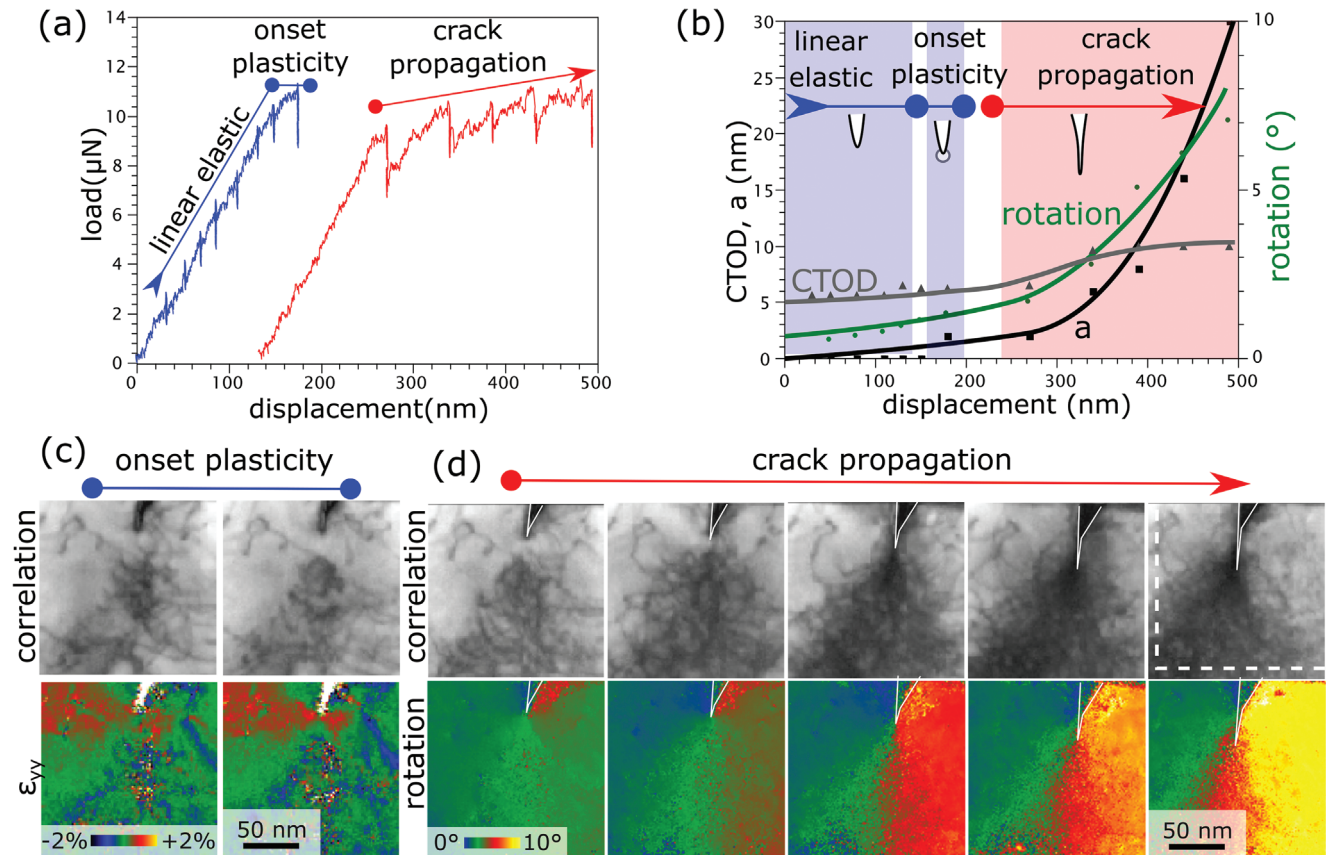 (a)
14
12
10
8
6
4
2
0
load(μN)
0
100
200
300
400
500
displacement(nm)
linear elastic
onset
plasticity
crack
propagation
(b)
30
25
20
15
10
5
0
CTOD, a (nm)
0
100
200
300
400
500
displacement (nm)
10°
5
0
rotation (°)
linear
elastic
onset
plasticity
crack
propagation
rotation
CTOD
a
(c)
onset plasticity
correlation
εyy
-2%
+2%
50 nm
(d)
crack propagation
correlation
rotation
0°
10°
50 nm